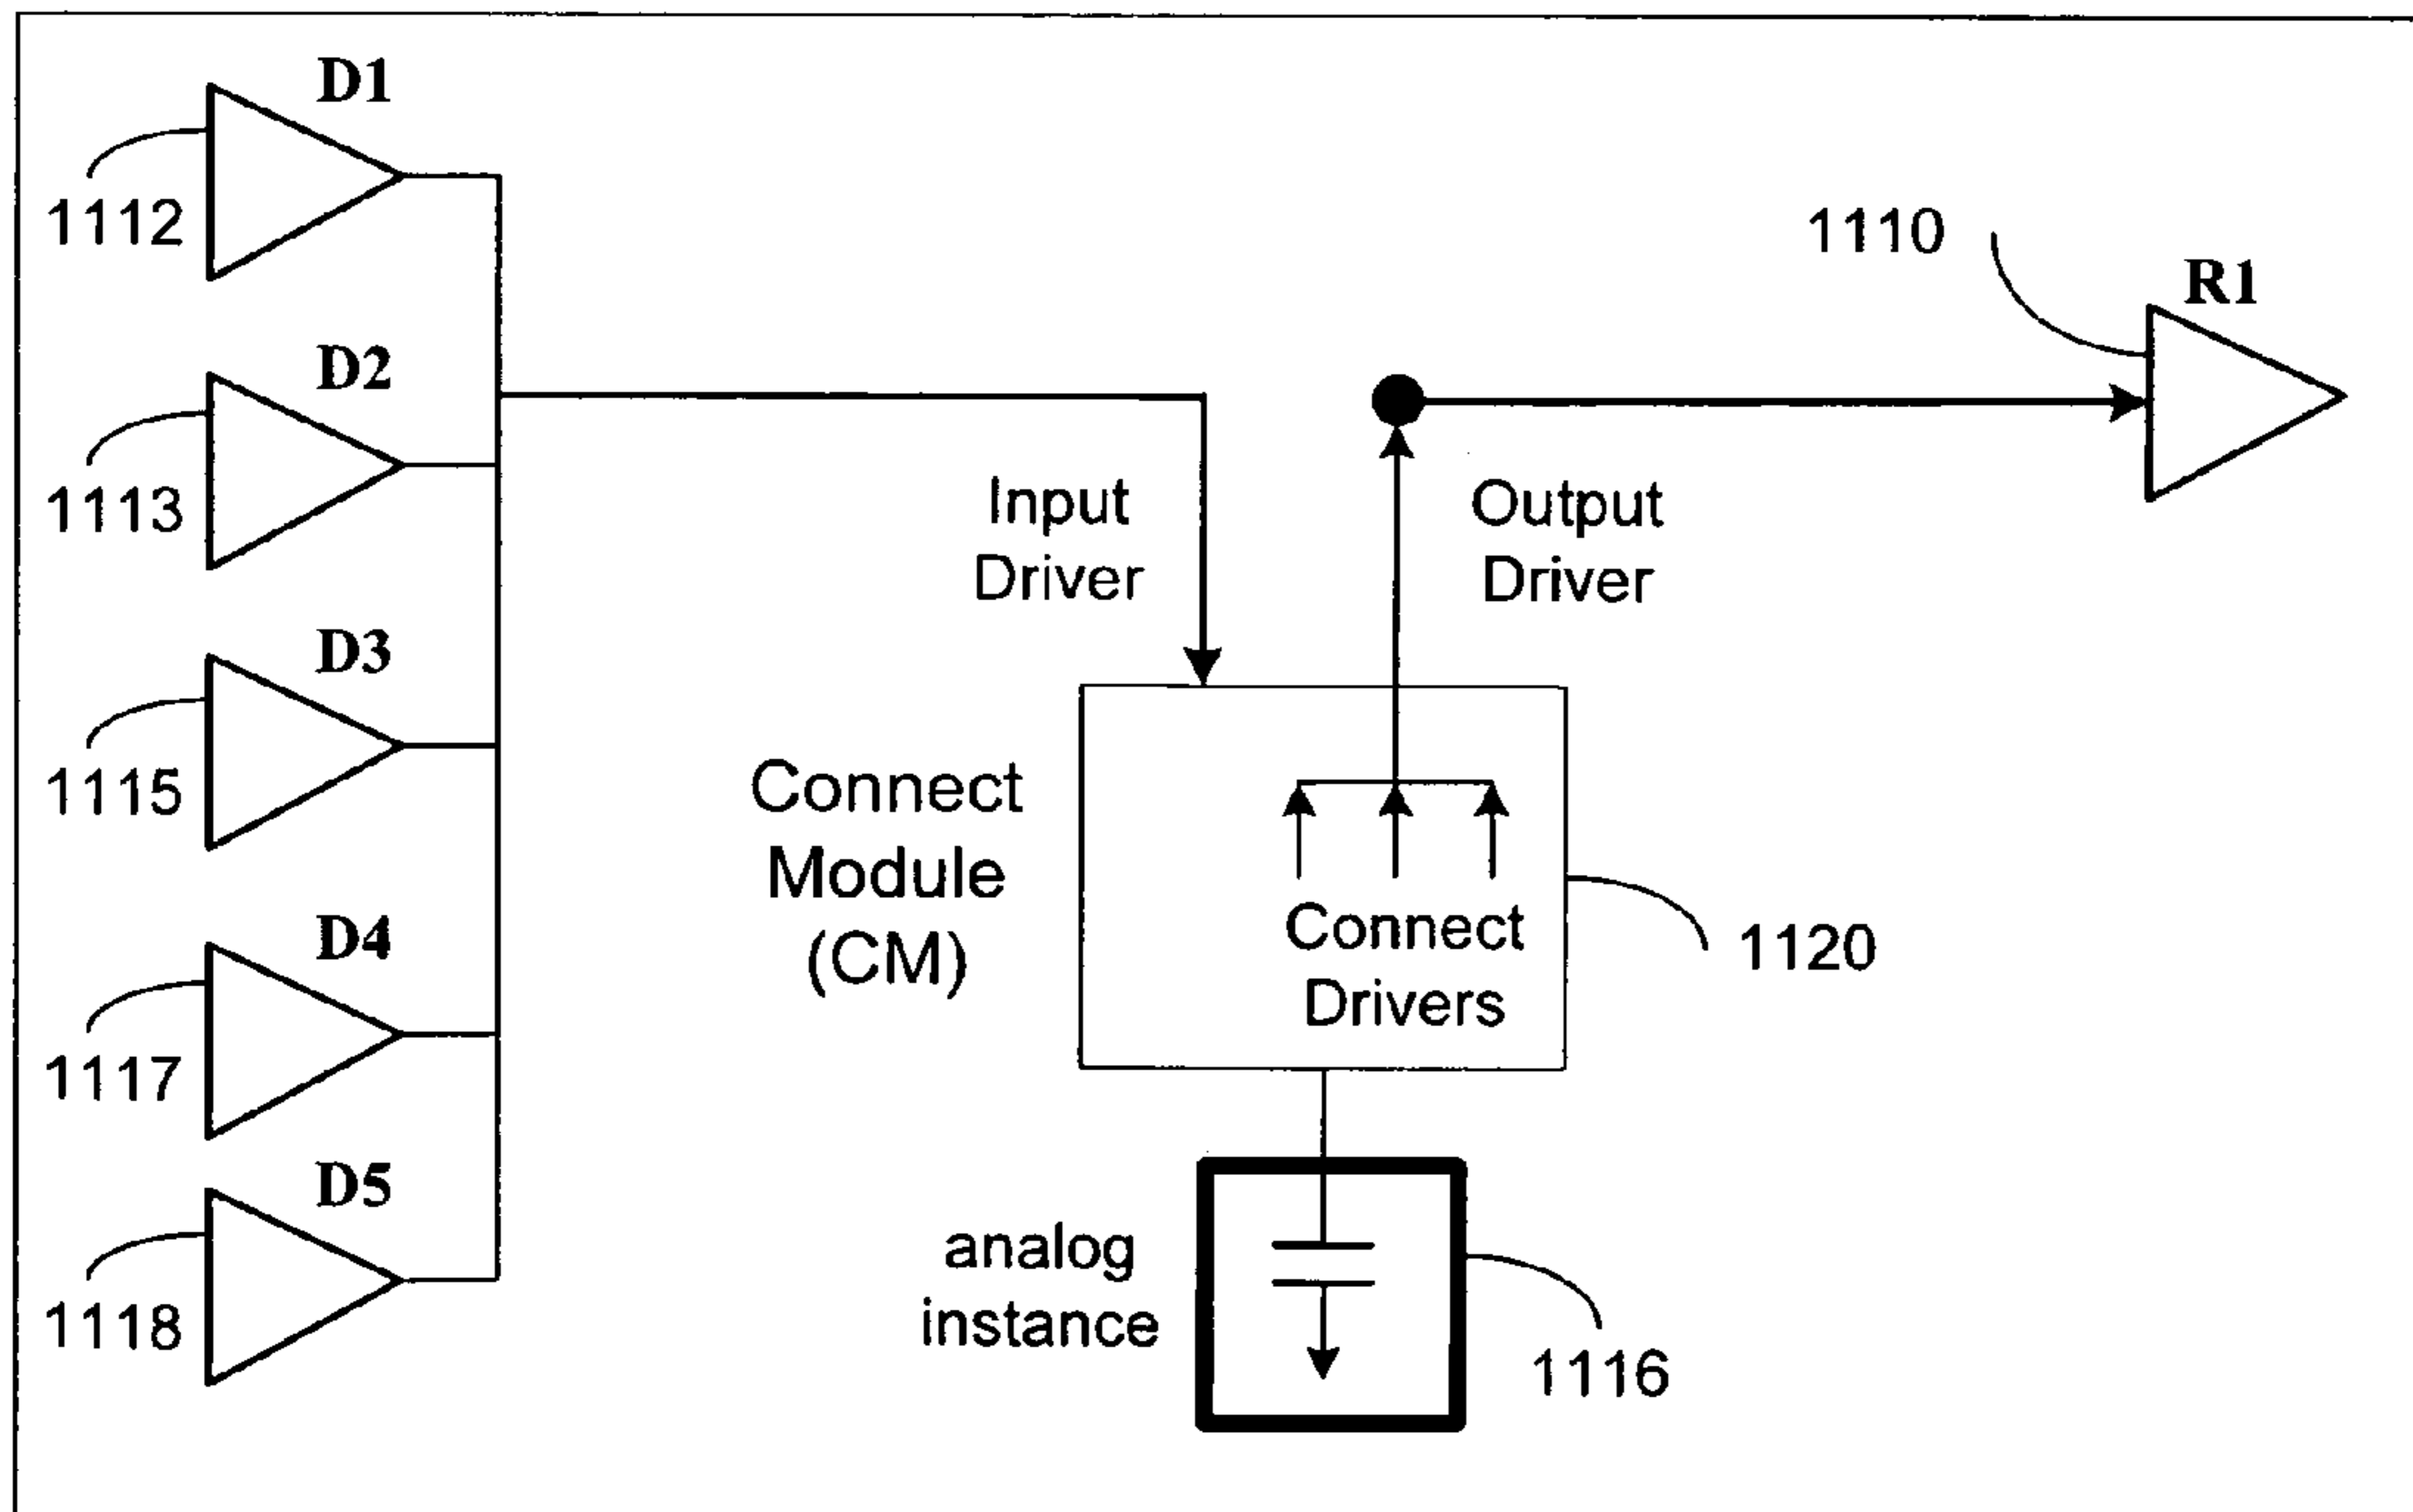 D1
1112
D2
1113
D3
1115
D4
1117
D5
1118
1110
R1
Input
Driver
Output
Driver
Connect
Module
(CM)
Connect
Drivers
1120
analog
instance
1116